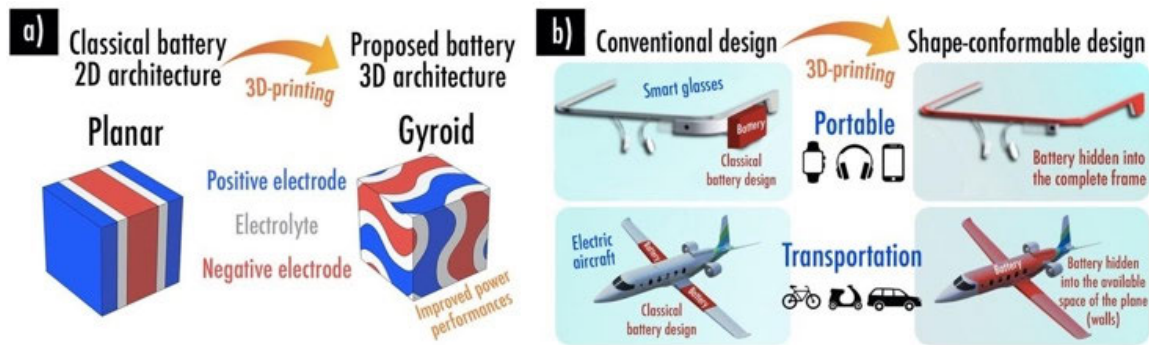 a)
Classical battery
2D architecture
3D-printing
Proposed battery
3D architecture
Planar
Gyroid
Positive electrode
Electrolyte
Negative electrode
Improved power
performances
b)
Conventional design
3D-printing
Shape-conformable design
Smart glasses
Battery
Classical
battery design
Portable
Battery hidden into
the complete frame
Electric
aircraft
Battery
Battery
Classical
battery design
Transportation
Battery
Battery hidden
into the available
space of the plane
(walls)